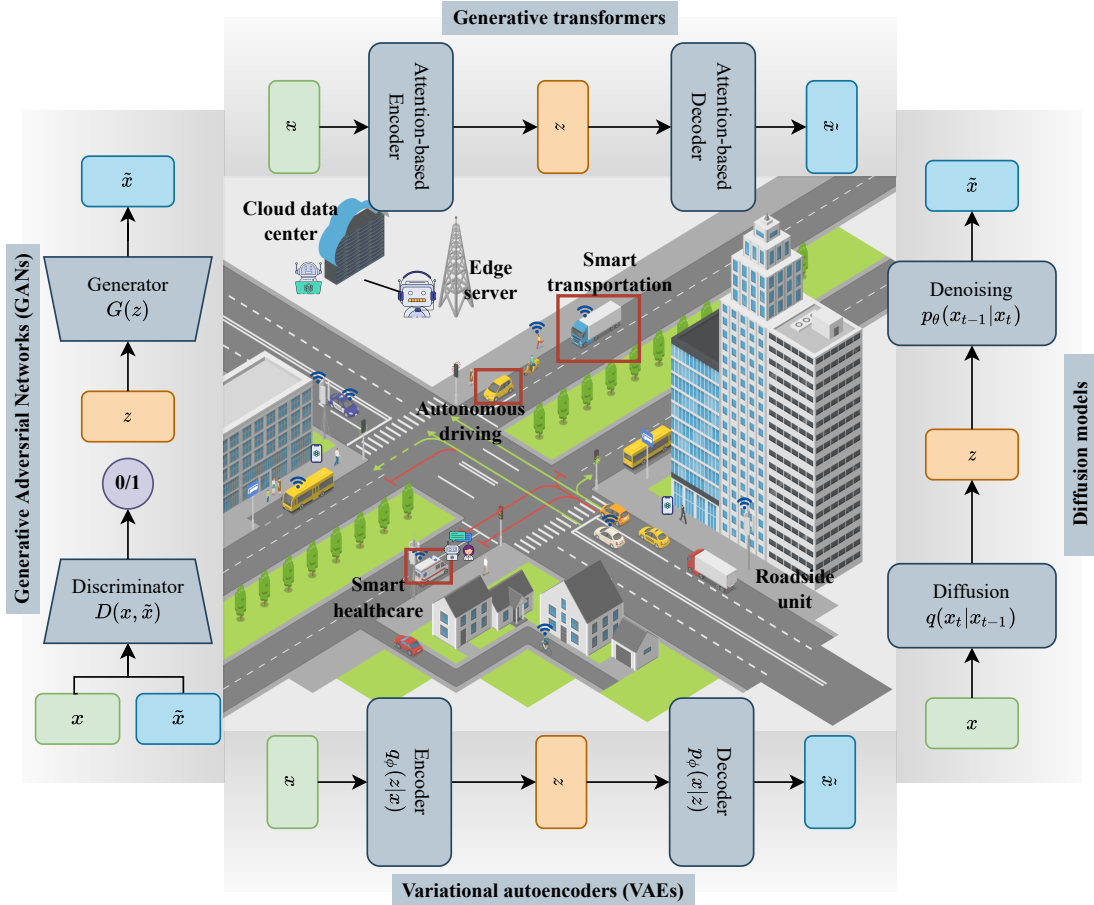 Generative transformers
x
Attention-based
Encoder
z
Attention-based
Decoder
x̃
Generative Adversrial Networks (GANs)
x̃
Generator
G(z)
z
0/1
Discriminator
D(x, x̃)
x
x̃
Cloud data
center
Edge
server
Smart
transportation
Autonomous
driving
Smart
healthcare
Roadside
unit
Diffusion models
x̃
Denoising
pθ(xt−1|xt)
z
Diffusion
q(xt|xt−1)
x
x
Encoder
qϕ(z|x)
z
Decoder
pϕ(x|z)
x̃
Variational autoencoders (VAEs)